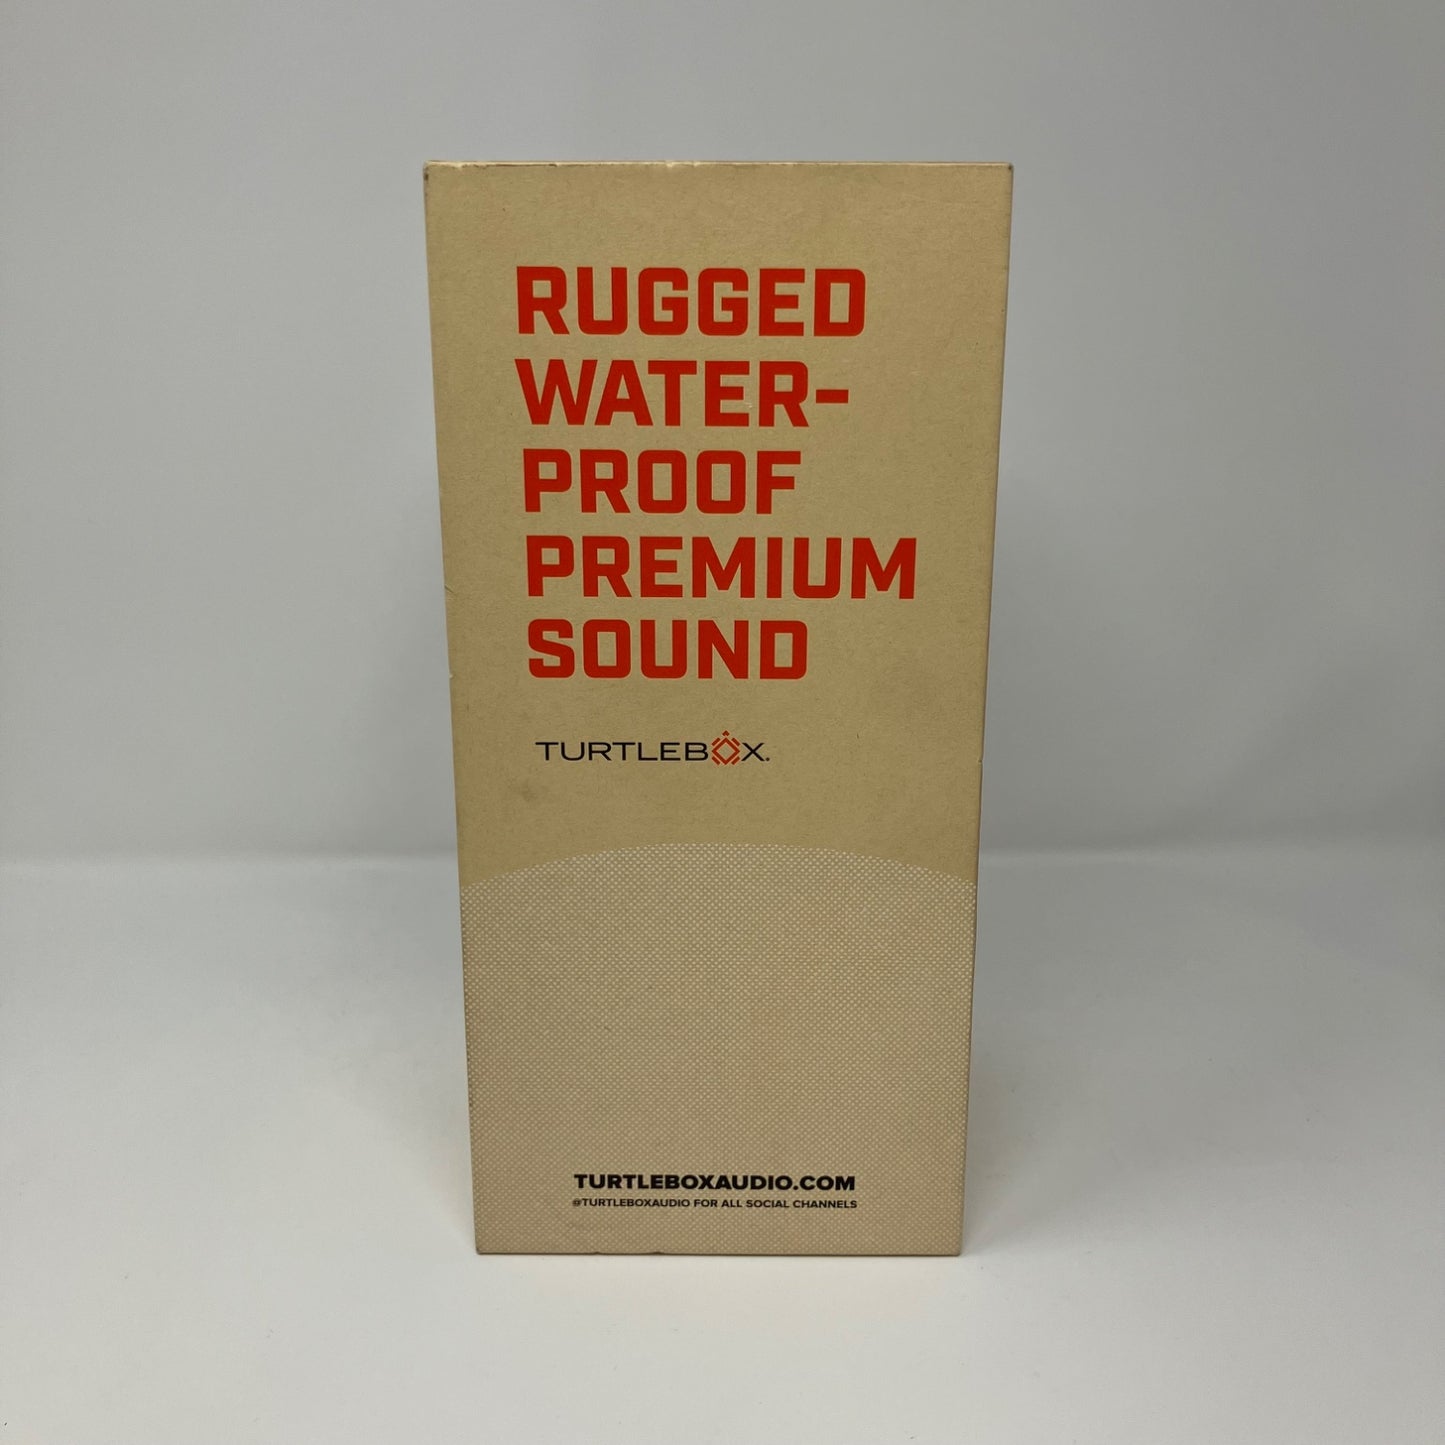 RUGGED
WATER-
PROOF
PREMIUM
SOUND
TURTLEBOX.
TURTLEBOXAUDIO.COM
@TURTLEBOXAUDIO FOR ALL SOCIAL CHANNELS